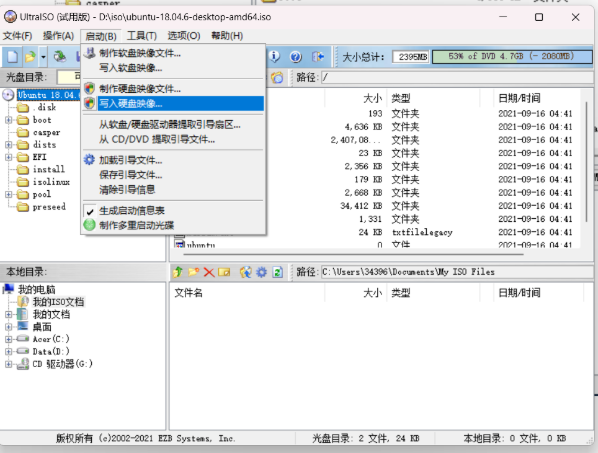 casper
UltraISO (试用版) - D:\iso\ubuntu-18.04.6-desktop-amd64.iso
文件(F) 操作(A) 启动(B) 工具(T) 选项(O) 帮助(H)
大小总计: 2395MB 53% of DVD 4.7GB (- 2080MB)
光盘目录: 可 路径: /
制作软盘映像文件...
写入软盘映像...
制作硬盘映像文件...
写入硬盘映像...
从软盘/硬盘驱动器提取引导扇区...
从 CD/DVD 提取引导文件...
加载引导文件...
保存引导文件...
清除引导信息
生成启动信息表
制作多重启动光碟
Ubuntu 18.04.6
.disk
boot
casper
dists
EFI
install
isolinux
pool
preseed
大小 类型 日期/时间
193 文件夹 2021-09-16 04:41
4,636 KB 文件夹 2021-09-16 04:41
2,407,08... 文件夹 2021-09-16 04:41
23 KB 文件夹 2021-09-16 04:41
2,356 KB 文件夹 2021-09-16 04:41
179 KB 文件夹 2021-09-16 04:41
2,668 KB 文件夹 2021-09-16 04:41
34,412 KB 文件夹 2021-09-16 04:41
1,331 文件夹 2021-09-16 04:41
24 KB txtfilelegacy 2021-09-16 04:41
ubuntu 0 文件 2021-09-16 04:41
本地目录: 路径: C:\Users\34396\Documents\My ISO Files
我的电脑
我的ISO文档
我的文档
桌面
Acer(C:)
Data(D:)
CD 驱动器(G:)
文件名 大小 类型 日期/时间
版权所有 (c)2002-2021 EZB Systems, Inc. 光盘目录: 2 文件, 24 KB 本地目录: 0 文件, 0 KB